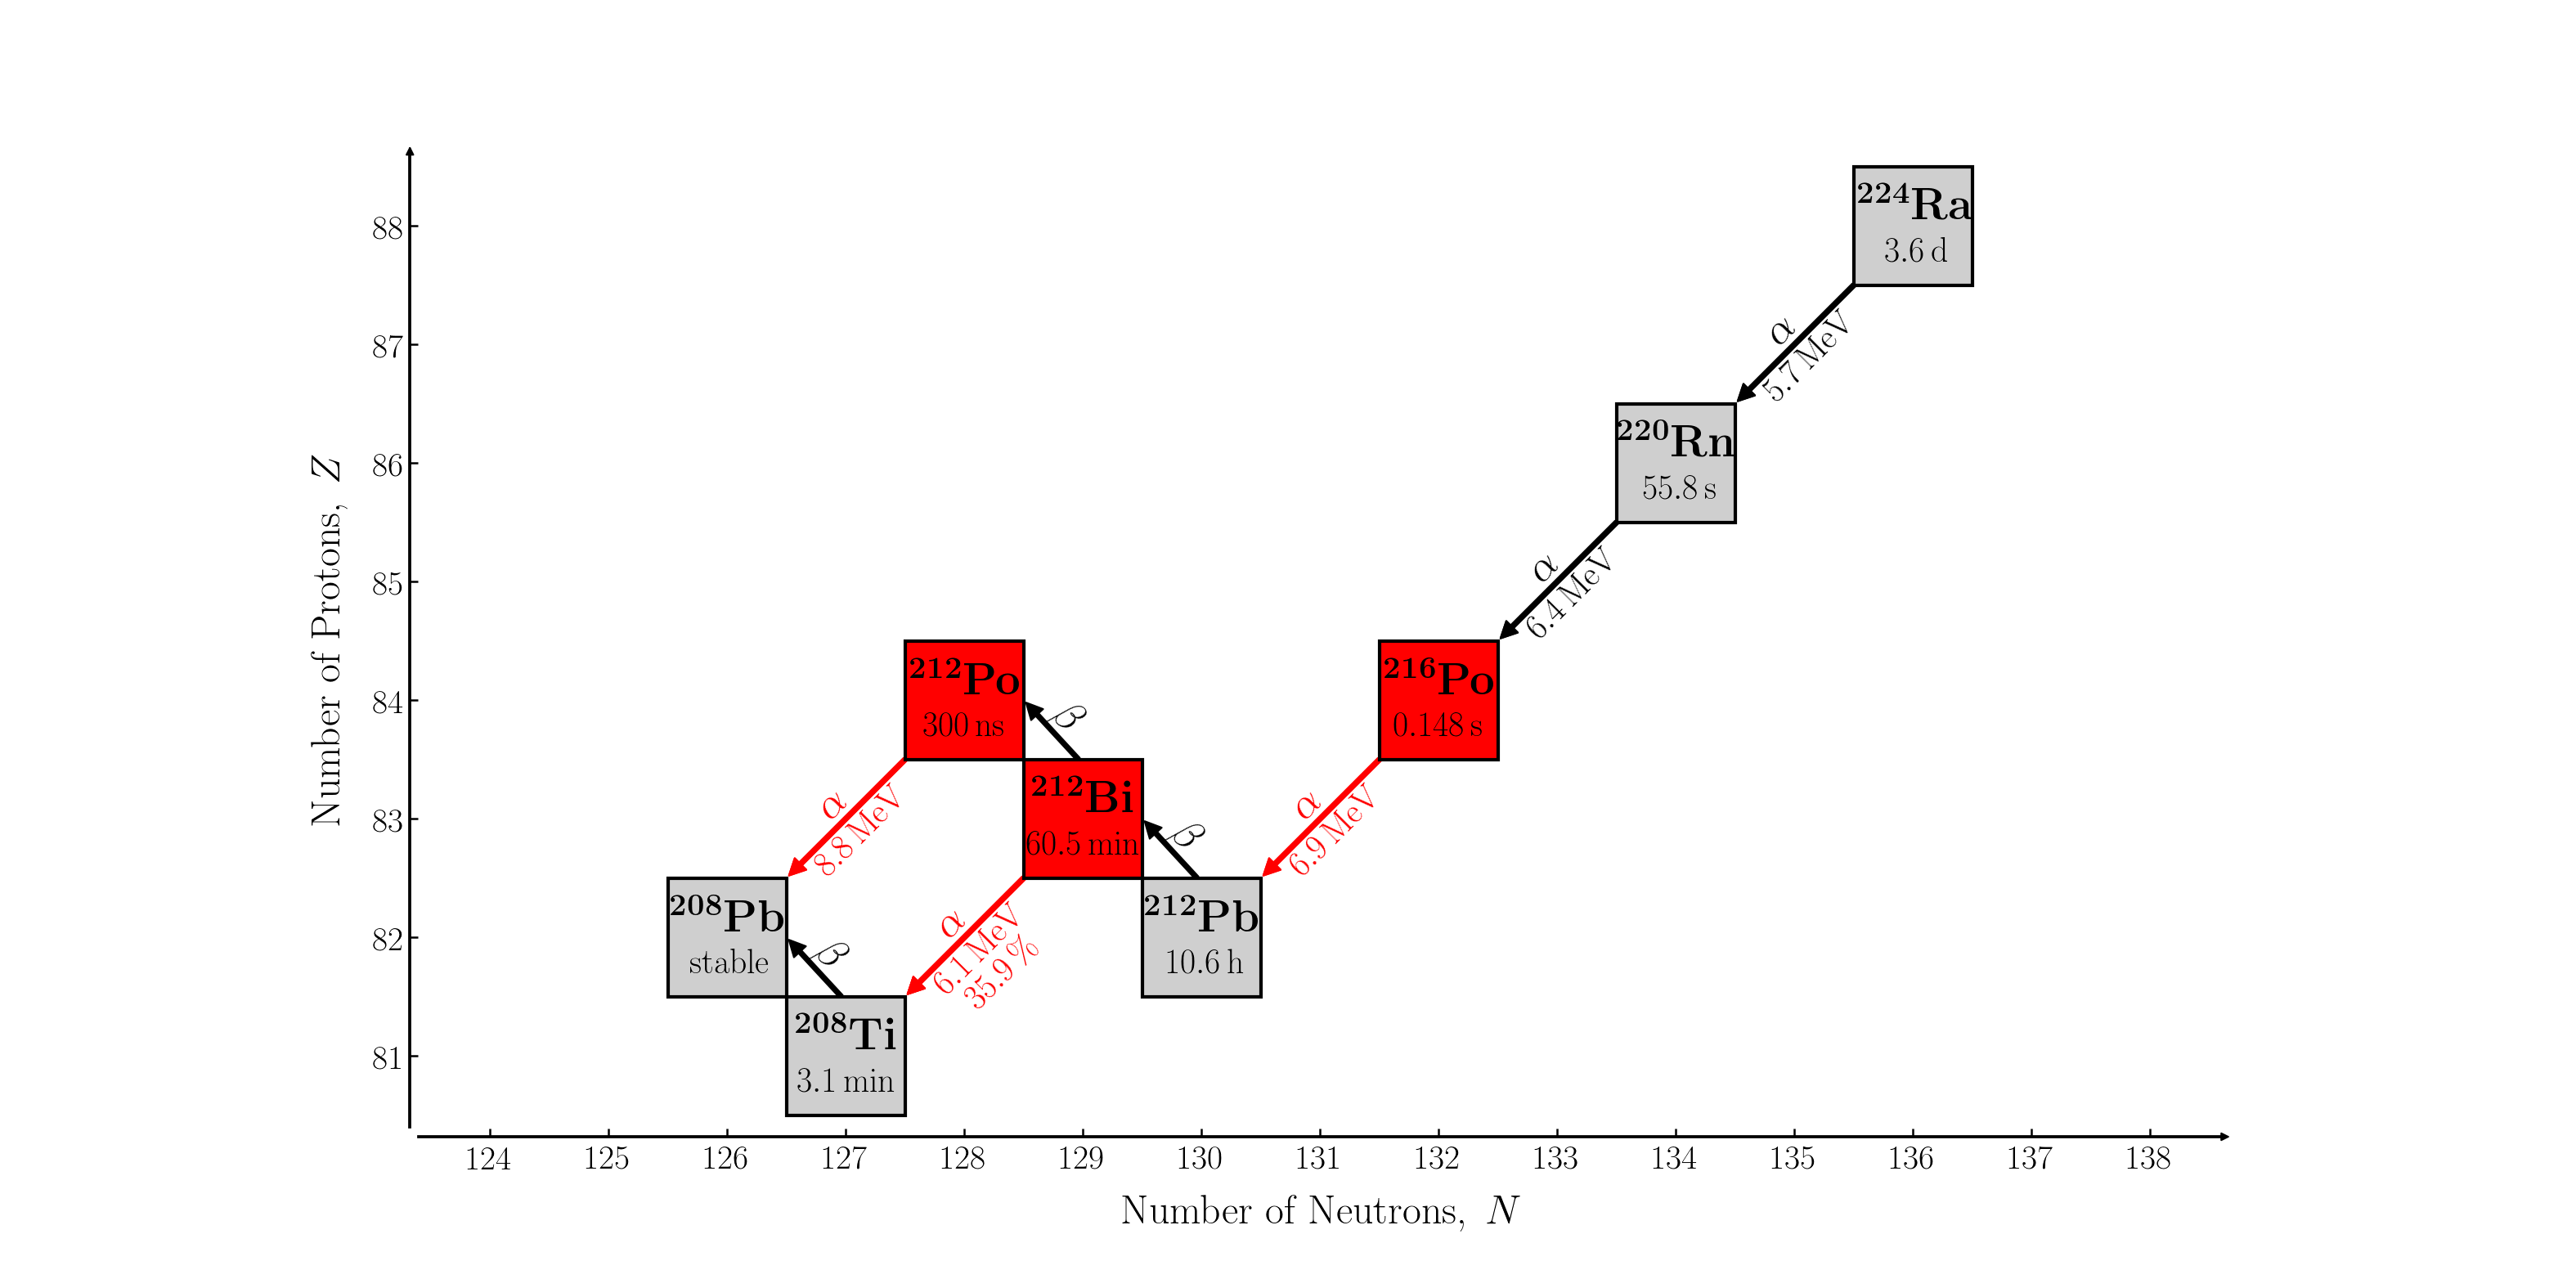 ²²⁴Ra
3.6 d
88
α
5.7 MeV
87
²²⁰Rn
55.8 s
86
α
6.4 MeV
85
Number of Protons, Z
²¹²Po
300 ns
²¹⁶Po
0.148 s
84
β
²¹²Bi
60.5 min
α
8.8 MeV
β
α
6.9 MeV
83
²⁰⁸Pb
stable
α
6.1 MeV
35.9 %
²¹²Pb
10.6 h
82
β
²⁰⁸Ti
3.1 min
81
124 125 126 127 128 129 130 131 132 133 134 135 136 137 138
Number of Neutrons, N